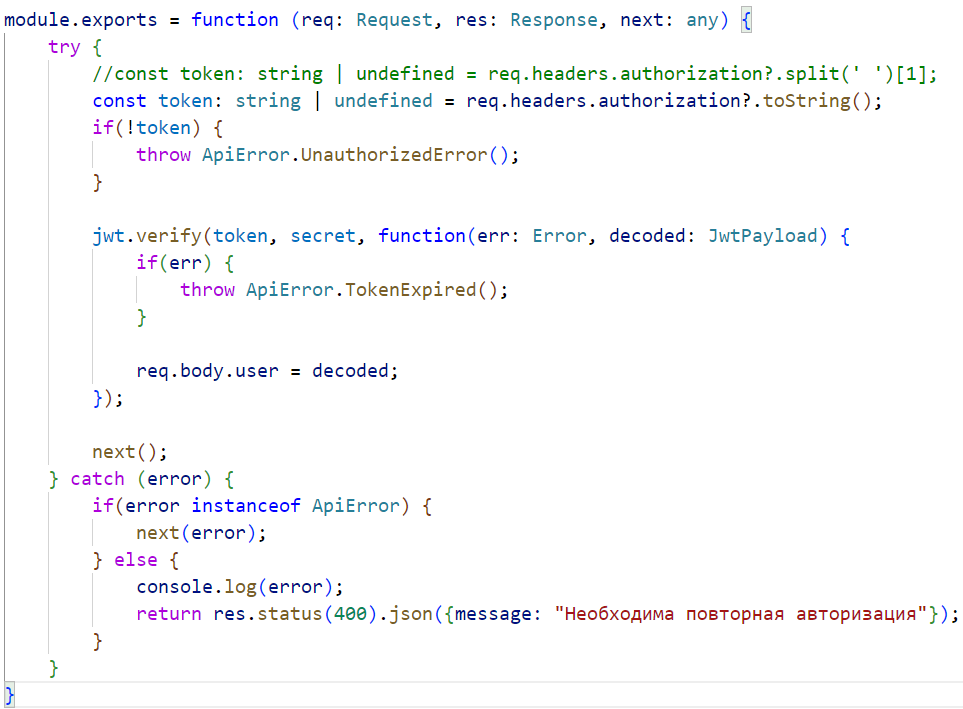 module.exports = function (req: Request, res: Response, next: any) {
    try {
        //const token: string | undefined = req.headers.authorization?.split(' ')[1];
        const token: string | undefined = req.headers.authorization?.toString();
        if(!token) {
            throw ApiError.UnauthorizedError();
        }

        jwt.verify(token, secret, function(err: Error, decoded: JwtPayload) {
            if(err) {
                throw ApiError.TokenExpired();
            }

            req.body.user = decoded;
        });

        next();
    } catch (error) {
        if(error instanceof ApiError) {
            next(error);
        } else {
            console.log(error);
            return res.status(400).json({message: "Необходима повторная авторизация"});
        }
    }
}